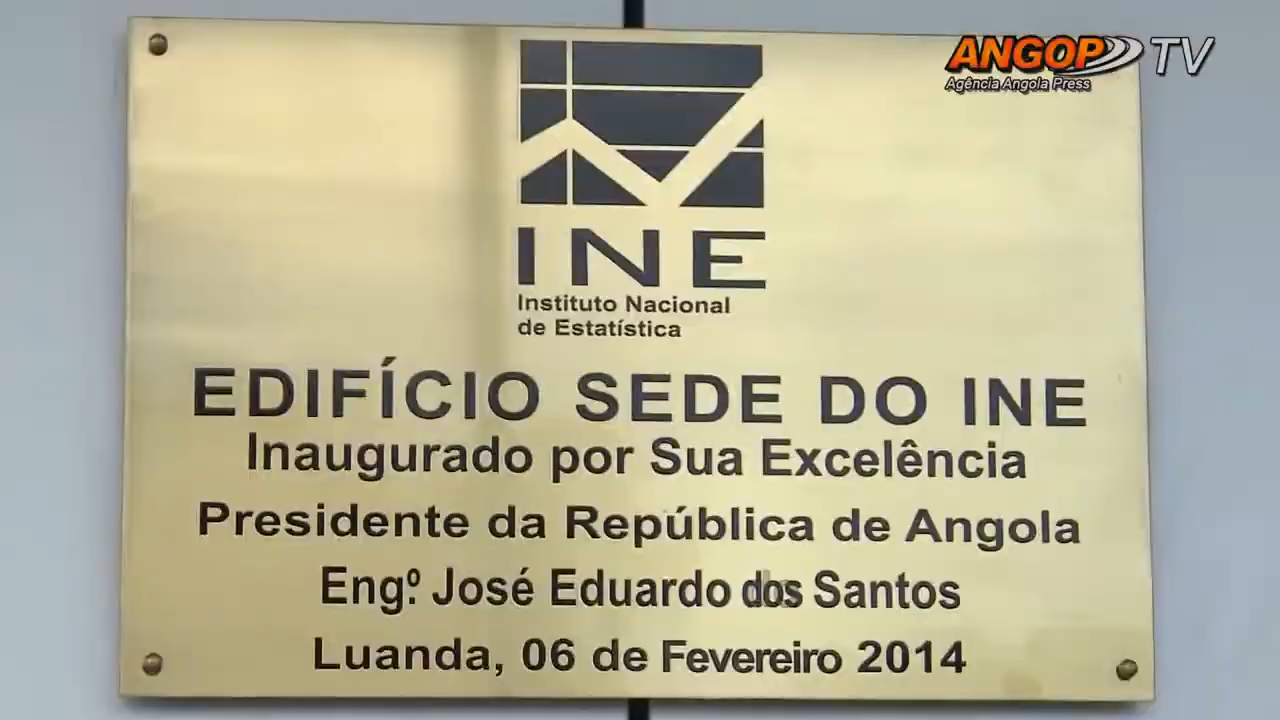 ANGOP TV
Agência Angola Press
INE
Instituto Nacional
de Estatística
EDIFÍCIO SEDE DO INE
Inaugurado por Sua Excelência
Presidente da República de Angola
Engº. José Eduardo dos Santos
Luanda, 06 de Fevereiro 2014